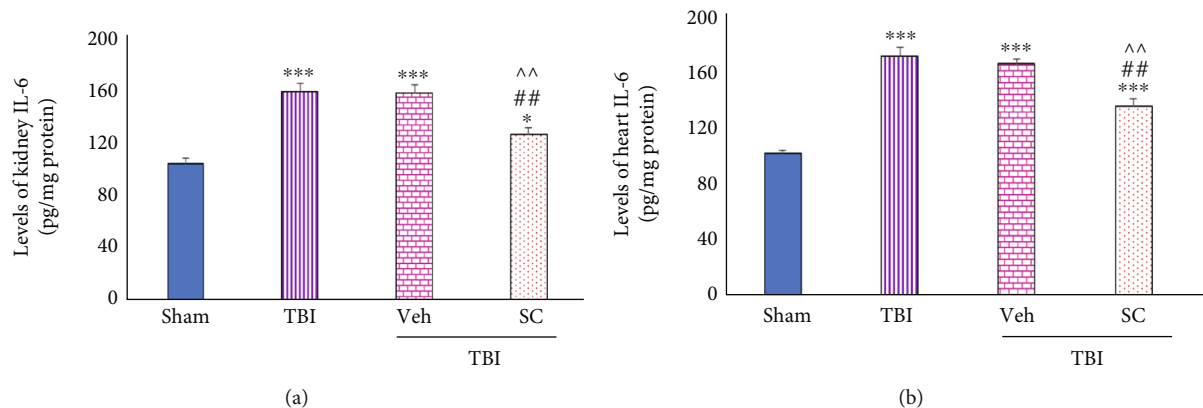 Levels of kidney IL-6
(pg/mg protein)
200
160
120
80
40
0
***
***
^^
##
*
Sham
TBI
Veh
SC
TBI
(a)
Levels of heart IL-6
(pg/mg protein)
200
160
120
80
40
0
***
***
^^
##
***
Sham
TBI
Veh
SC
TBI
(b)